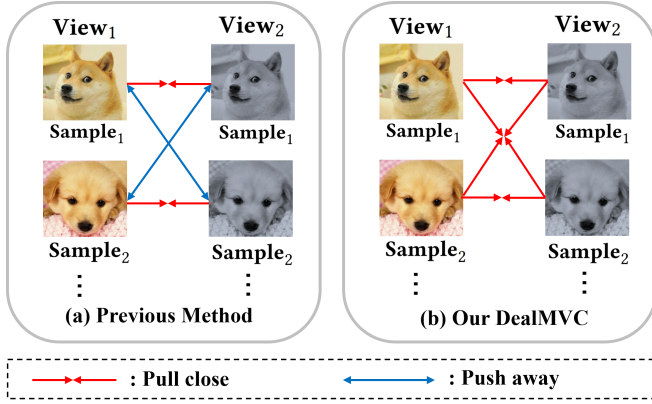 View₁ View₂
Sample₁ Sample₁
Sample₂ Sample₂
(a) Previous Method
View₁ View₂
Sample₁ Sample₁
Sample₂ Sample₂
(b) Our DealMVC
: Pull close : Push away